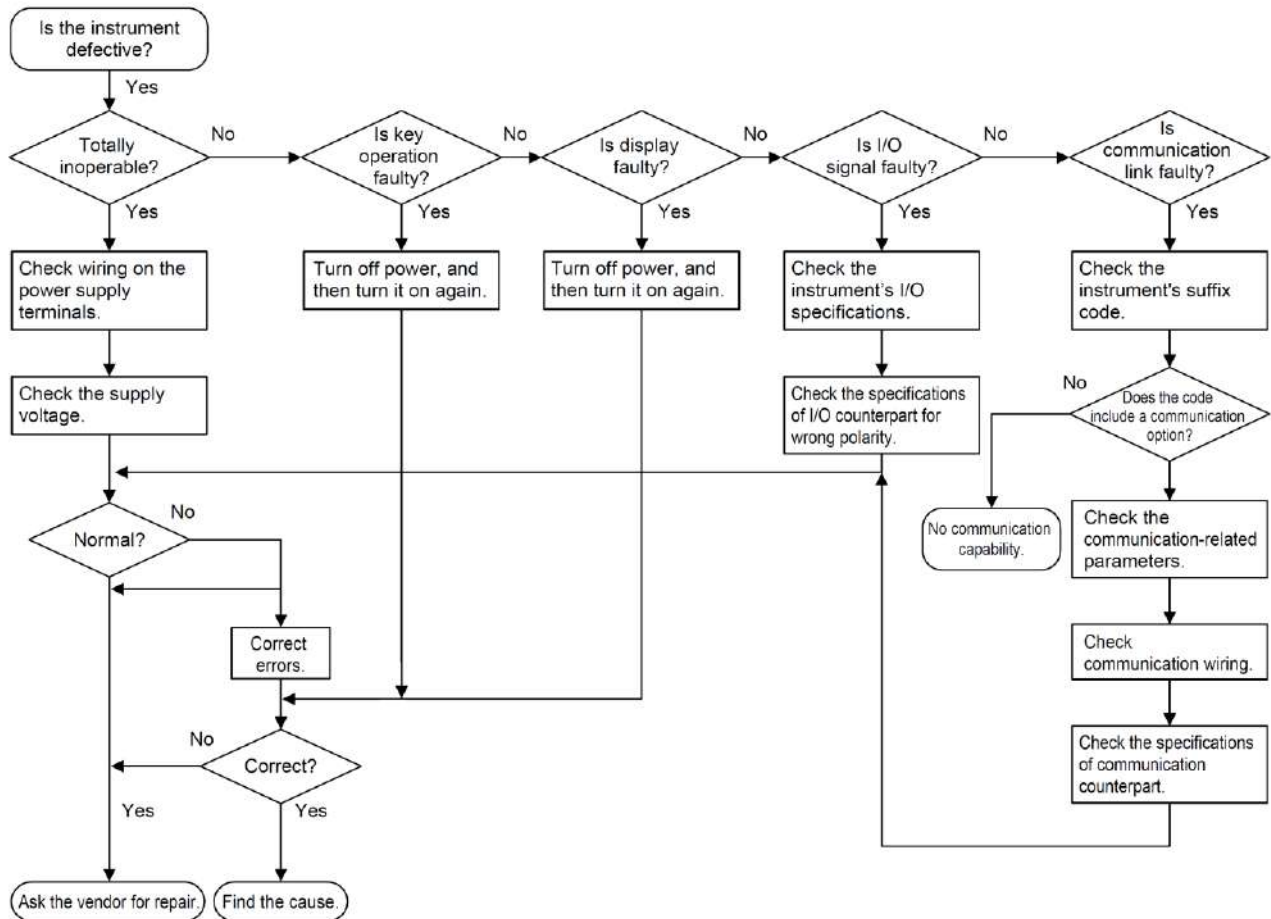 Is the instrument
defective?
Yes
Totally
inoperable?
No
Is key
operation
faulty?
No
Is display
faulty?
No
Is I/O
signal faulty?
No
Is
communication
link faulty?
Yes
Yes
Yes
Yes
Yes
Check wiring on the
power supply
terminals.
Turn off power, and
then turn it on again.
Turn off power, and
then turn it on again.
Check the
instrument's I/O
specifications.
Check the
instrument's suffix
code.
Check the supply
voltage.
Check the specifications
of I/O counterpart for
wrong polarity.
No
Does the code
include a communication
option?
Normal?
No
No communication
capability.
Check the
communication-related
parameters.
Correct
errors.
Check
communication wiring.
No
Correct?
Check the specifications
of communication
counterpart.
Yes
Yes
Ask the vendor for repair.
Find the cause.